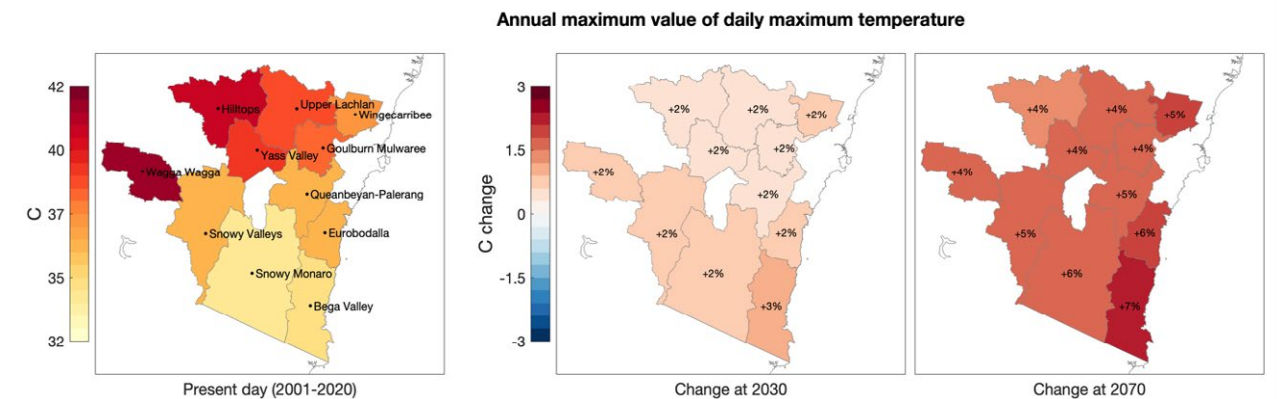 Annual maximum value of daily maximum temperature
42
40
37
35
32
C
Hilltops
Upper Lachlan
Wingecarribee
Yass Valley
Goulburn Mulwaree
Wagga Wagga
Queanbeyan-Palerang
Snowy Valleys
Eurobodalla
Snowy Monaro
Bega Valley
Present day (2001-2020)
3
1.5
0
-1.5
-3
C change
+2%
+2%
+2%
+2%
+2%
+2%
+2%
+2%
+2%
+2%
+3%
Change at 2030
+4%
+4%
+5%
+4%
+4%
+4%
+5%
+5%
+6%
+6%
+7%
Change at 2070